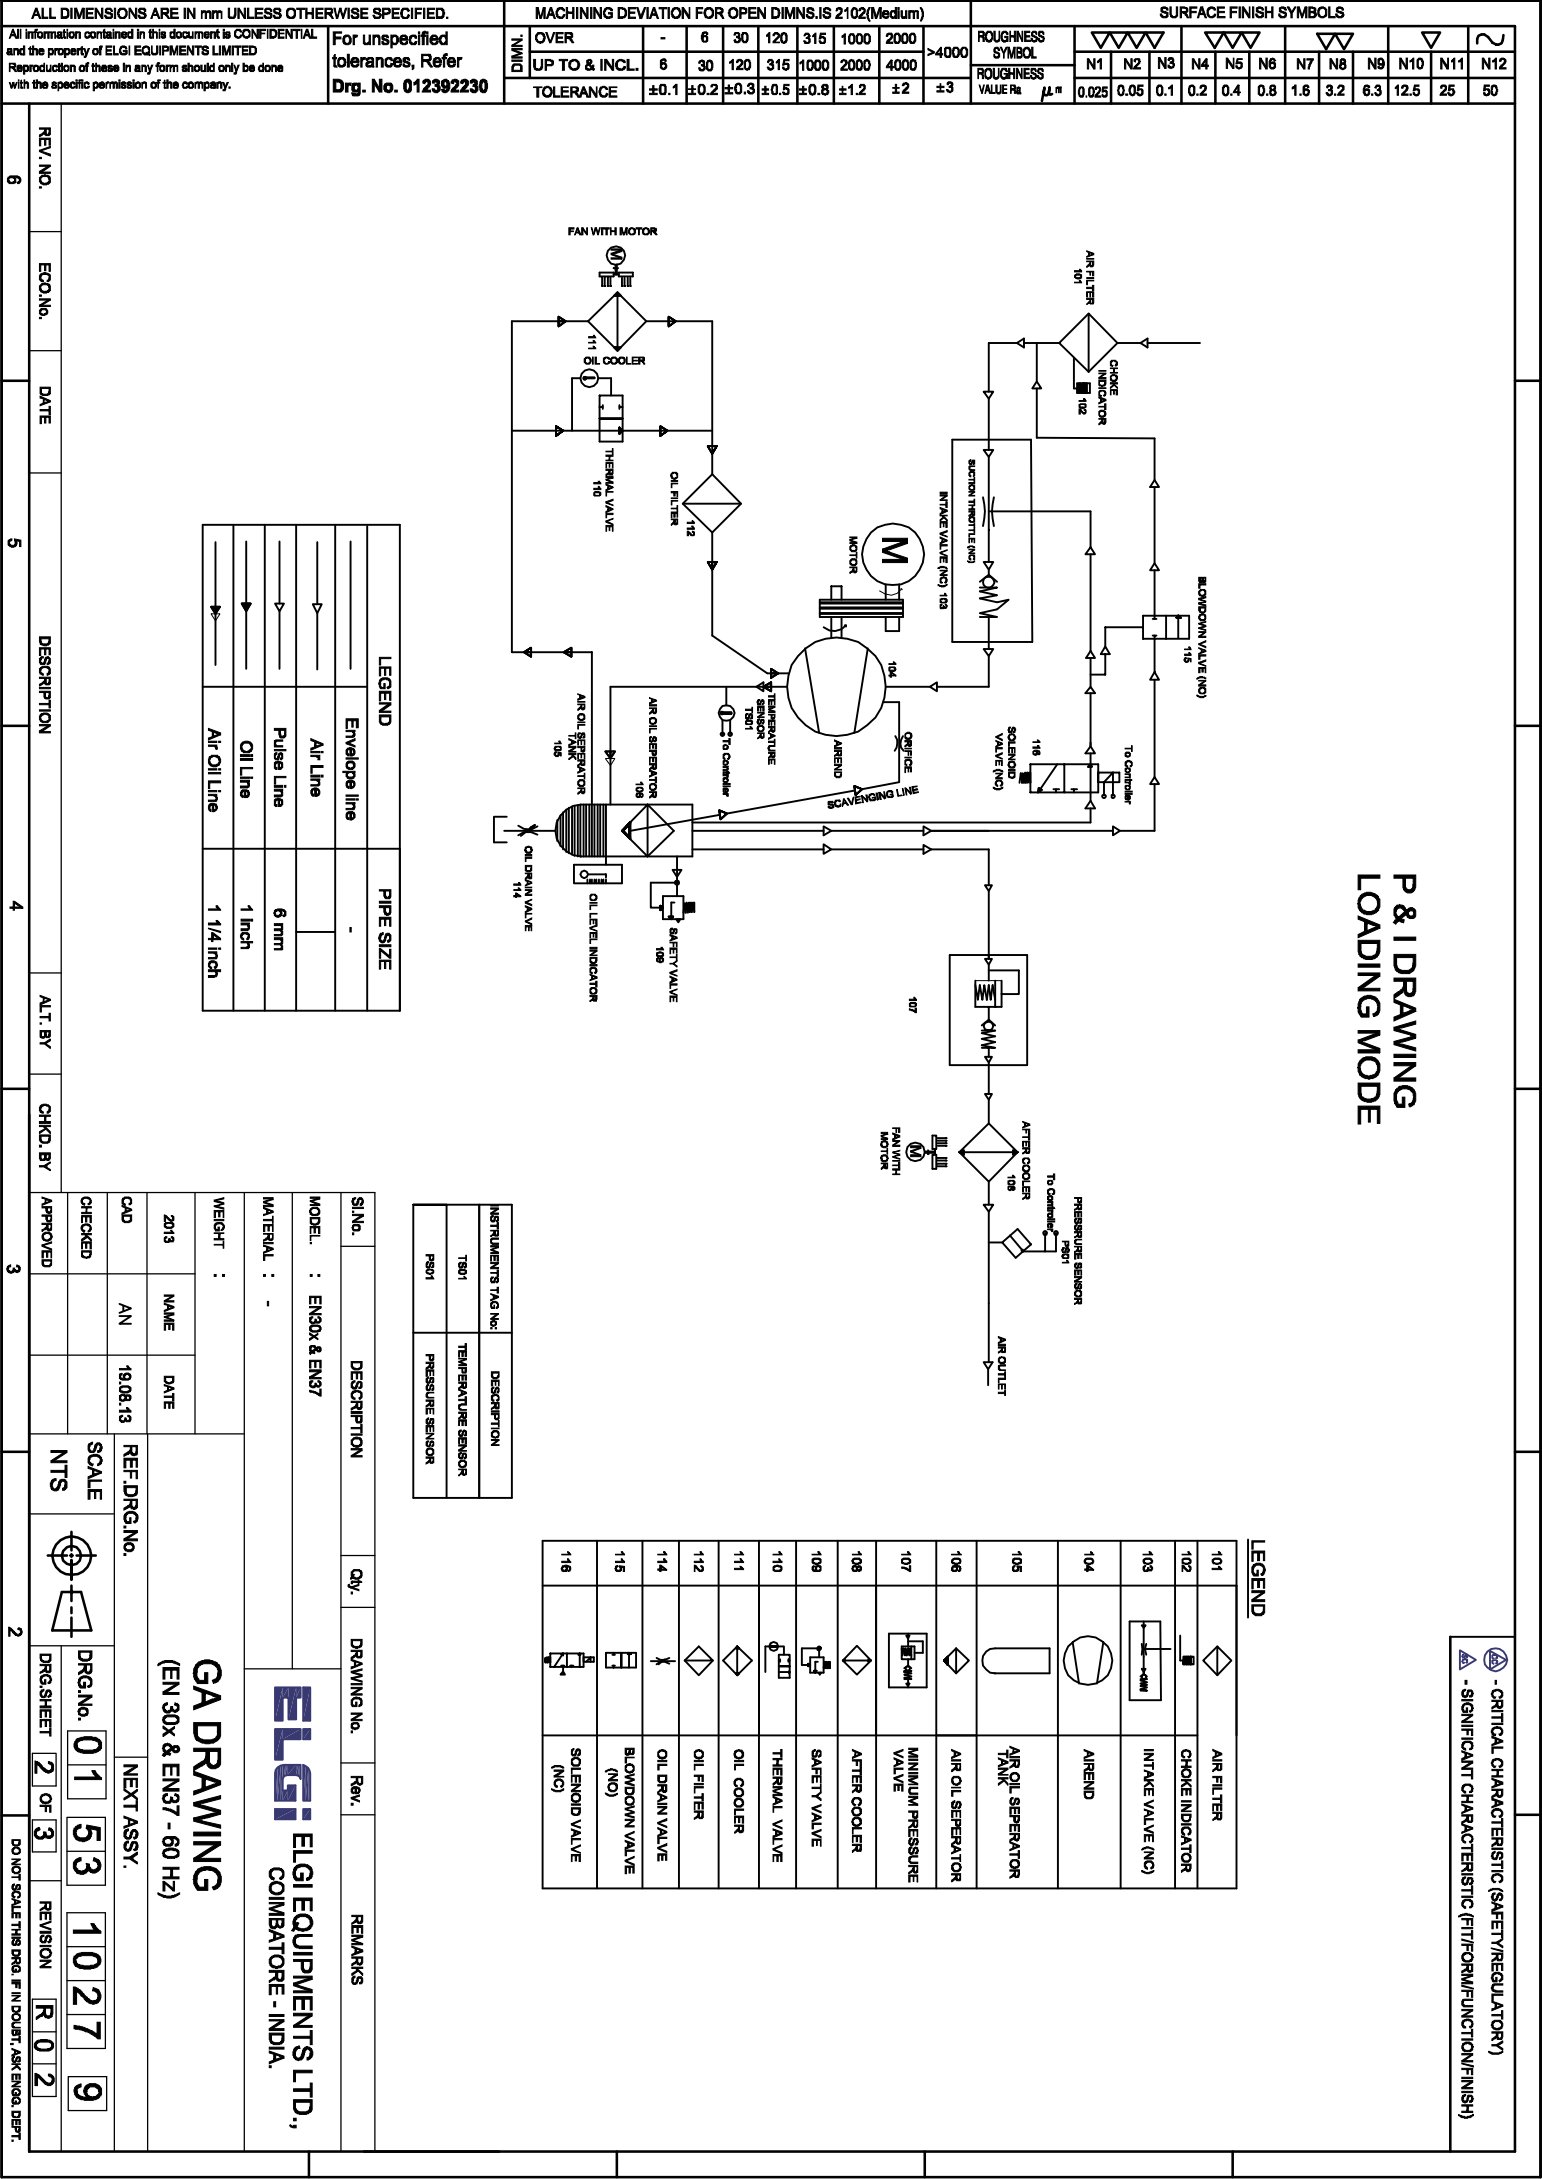 ALL DIMENSIONS ARE IN mm UNLESS OTHERWISE SPECIFIED.
All information contained in this document is CONFIDENTIAL
and the property of ELGI EQUIPMENTS LIMITED
Reproduction of these in any form should only be done
with the specific permission of the company.
For unspecified
tolerances, Refer
Drg. No. 012392230
MACHINING DEVIATION FOR OPEN DIMNS.IS 2102(Medium)
DIMN.
OVER - 6 30 120 315 1000 2000 >4000
UP TO & INCL. 6 30 120 315 1000 2000 4000
TOLERANCE ±0.1 ±0.2 ±0.3 ±0.5 ±0.8 ±1.2 ±2 ±3
SURFACE FINISH SYMBOLS
ROUGHNESS
SYMBOL
N1 N2 N3 N4 N5 N6 N7 N8 N9 N10 N11 N12
ROUGHNESS
VALUE Ra μm 0.025 0.05 0.1 0.2 0.4 0.8 1.6 3.2 6.3 12.5 25 50
- CRITICAL CHARACTERISTIC (SAFETY/REGULATORY)
- SIGNIFICANT CHARACTERISTIC (FIT/FORM/FUNCTION/FINISH)
P & I DRAWING
LOADING MODE
AIR FILTER
101
CHOKE
INDICATOR
102
BLOWDOWN VALVE (NO)
115
To Controller
116
SOLENOID
VALVE (NC)
SUCTION THROTTLE (NC)
INTAKE VALVE (NC) 103
M
MOTOR
104
AIREND
ORIFICE
SCAVENGING LINE
TEMPERATURE
SENSOR
TS01
To Controller
FAN WITH MOTOR
M
111
OIL COOLER
THERMAL VALVE
110
OIL FILTER
112
AIR OIL SEPERATOR
106
AIR OIL SEPERATOR
TANK
105
OIL DRAIN VALVE
114
OIL LEVEL INDICATOR
SAFETY VALVE
109
107
AFTER COOLER
108
FAN WITH
MOTOR
M
To Controller
PRESSRURE SENSOR
PS01
AIR OUTLET
LEGEND PIPE SIZE
Envelope line -
Air Line
Pulse Line 6 mm
Oil Line 1 Inch
Air Oil Line 1 1/4 inch
INSTRUMENTS TAG No: DESCRIPTION
TS01 TEMPERATURE SENSOR
PS01 PRESSURE SENSOR
LEGEND
101 AIR FILTER
102 CHOKE INDICATOR
103 INTAKE VALVE (NC)
104 AIREND
105 AIR OIL SEPERATOR
TANK
106 AIR OIL SEPERATOR
107 MINIMUM PRESSURE
VALVE
108 AFTER COOLER
109 SAFETY VALVE
110 THERMAL VALVE
111 OIL COOLER
112 OIL FILTER
114 OIL DRAIN VALVE
115 BLOWDOWN VALVE
(NO)
116 SOLENOID VALVE
(NC)
Sl.No. DESCRIPTION Qty. DRAWING No. Rev. REMARKS
MODEL. : EN30x & EN37
MATERIAL : -
WEIGHT :
ELGi
ELGI EQUIPMENTS LTD.,
COIMBATORE - INDIA.
2013 NAME DATE
CAD AN 19.08.13
CHECKED
APPROVED
GA DRAWING
(EN 30x & EN37 - 60 Hz)
REF.DRG.No. NEXT ASSY.
SCALE
NTS
DRG.No. 01 53 1027 9
DRG.SHEET 2 OF 3 REVISION R 0 2
REV. NO. ECO.No. DATE DESCRIPTION ALT. BY CHKD. BY
6 5 4 3 2
DO NOT SCALE THIS DRG. IF IN DOUBT, ASK ENGG. DEPT.